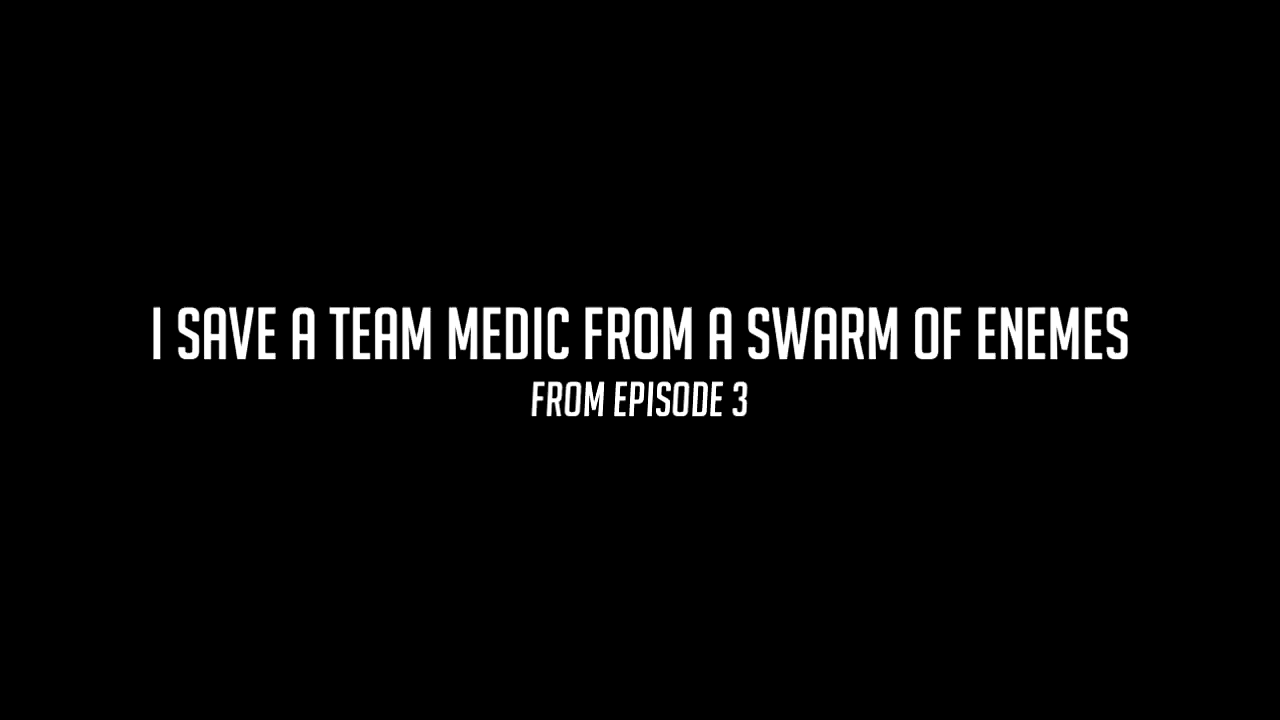 I SAVE A TEAM MEDIC FROM A SWARM OF ENEMES
FROM EPISODE 3